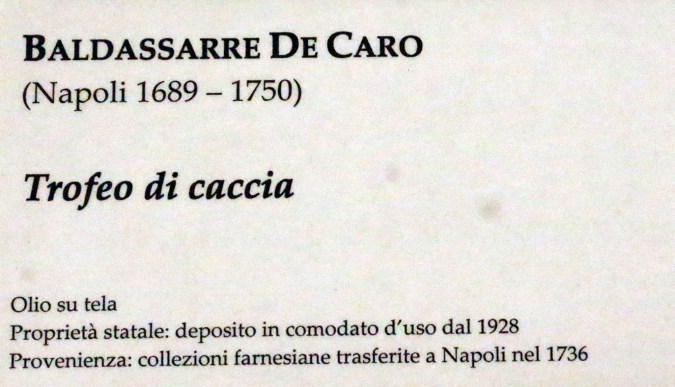 BALDASSARRE DE CARO
(Napoli 1689 – 1750)
Trofeo di caccia
Olio su tela
Proprietà statale: deposito in comodato d'uso dal 1928
Provenienza: collezioni farnesiane trasferite a Napoli nel 1736